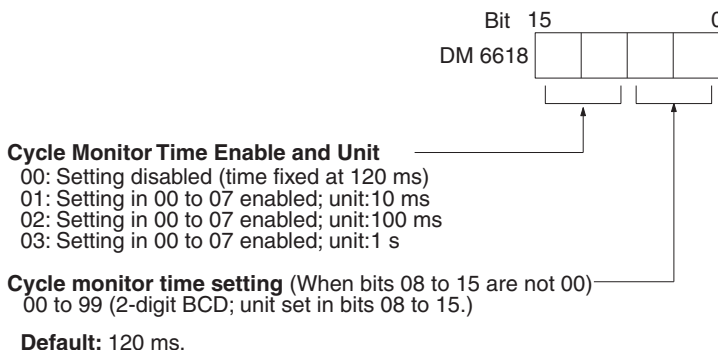 Bit 15 0
DM 6618
Cycle Monitor Time Enable and Unit
00: Setting disabled (time fixed at 120 ms)
01: Setting in 00 to 07 enabled; unit:10 ms
02: Setting in 00 to 07 enabled; unit:100 ms
03: Setting in 00 to 07 enabled; unit:1 s
Cycle monitor time setting (When bits 08 to 15 are not 00)
00 to 99 (2-digit BCD; unit set in bits 08 to 15.)
Default: 120 ms.